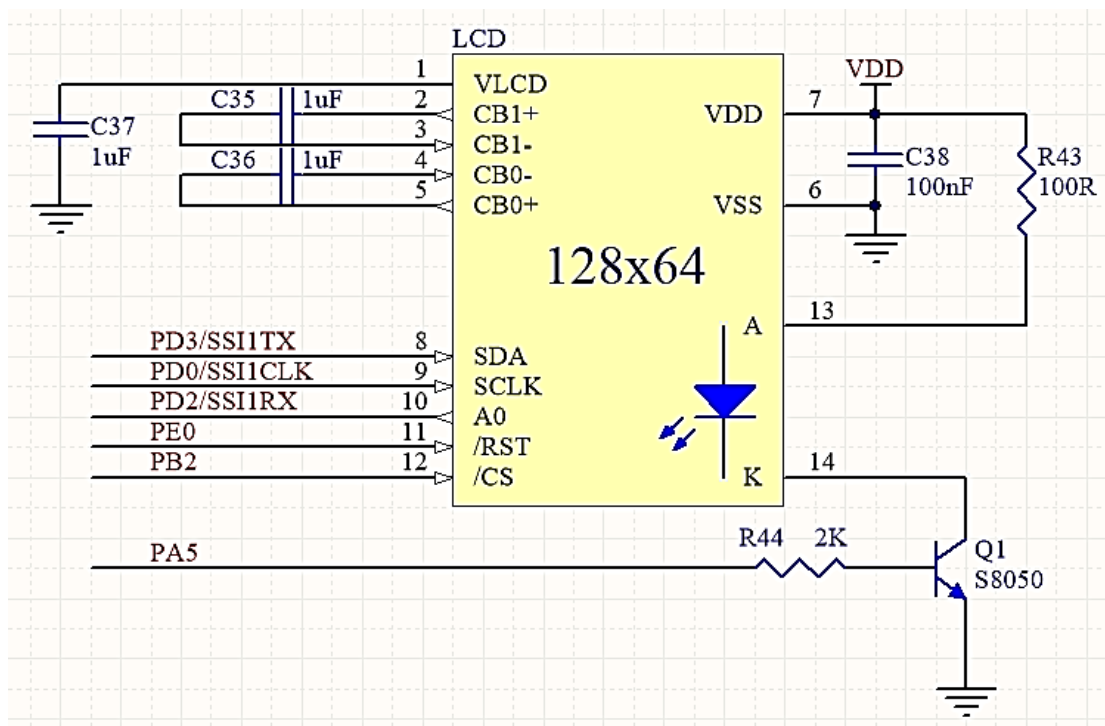 LCD
1
VLCD
VDD
C35
1uF
2
CB1+
VDD
7
C37
1uF
3
CB1-
C38
100nF
R43
100R
C36
1uF
4
CB0-
5
CB0+
VSS
6
128x64
A
13
PD3/SSI1TX
8
SDA
PD0/SSI1CLK
9
SCLK
PD2/SSI1RX
10
A0
PE0
11
/RST
PB2
12
/CS
K
14
PA5
R44
2K
Q1
S8050